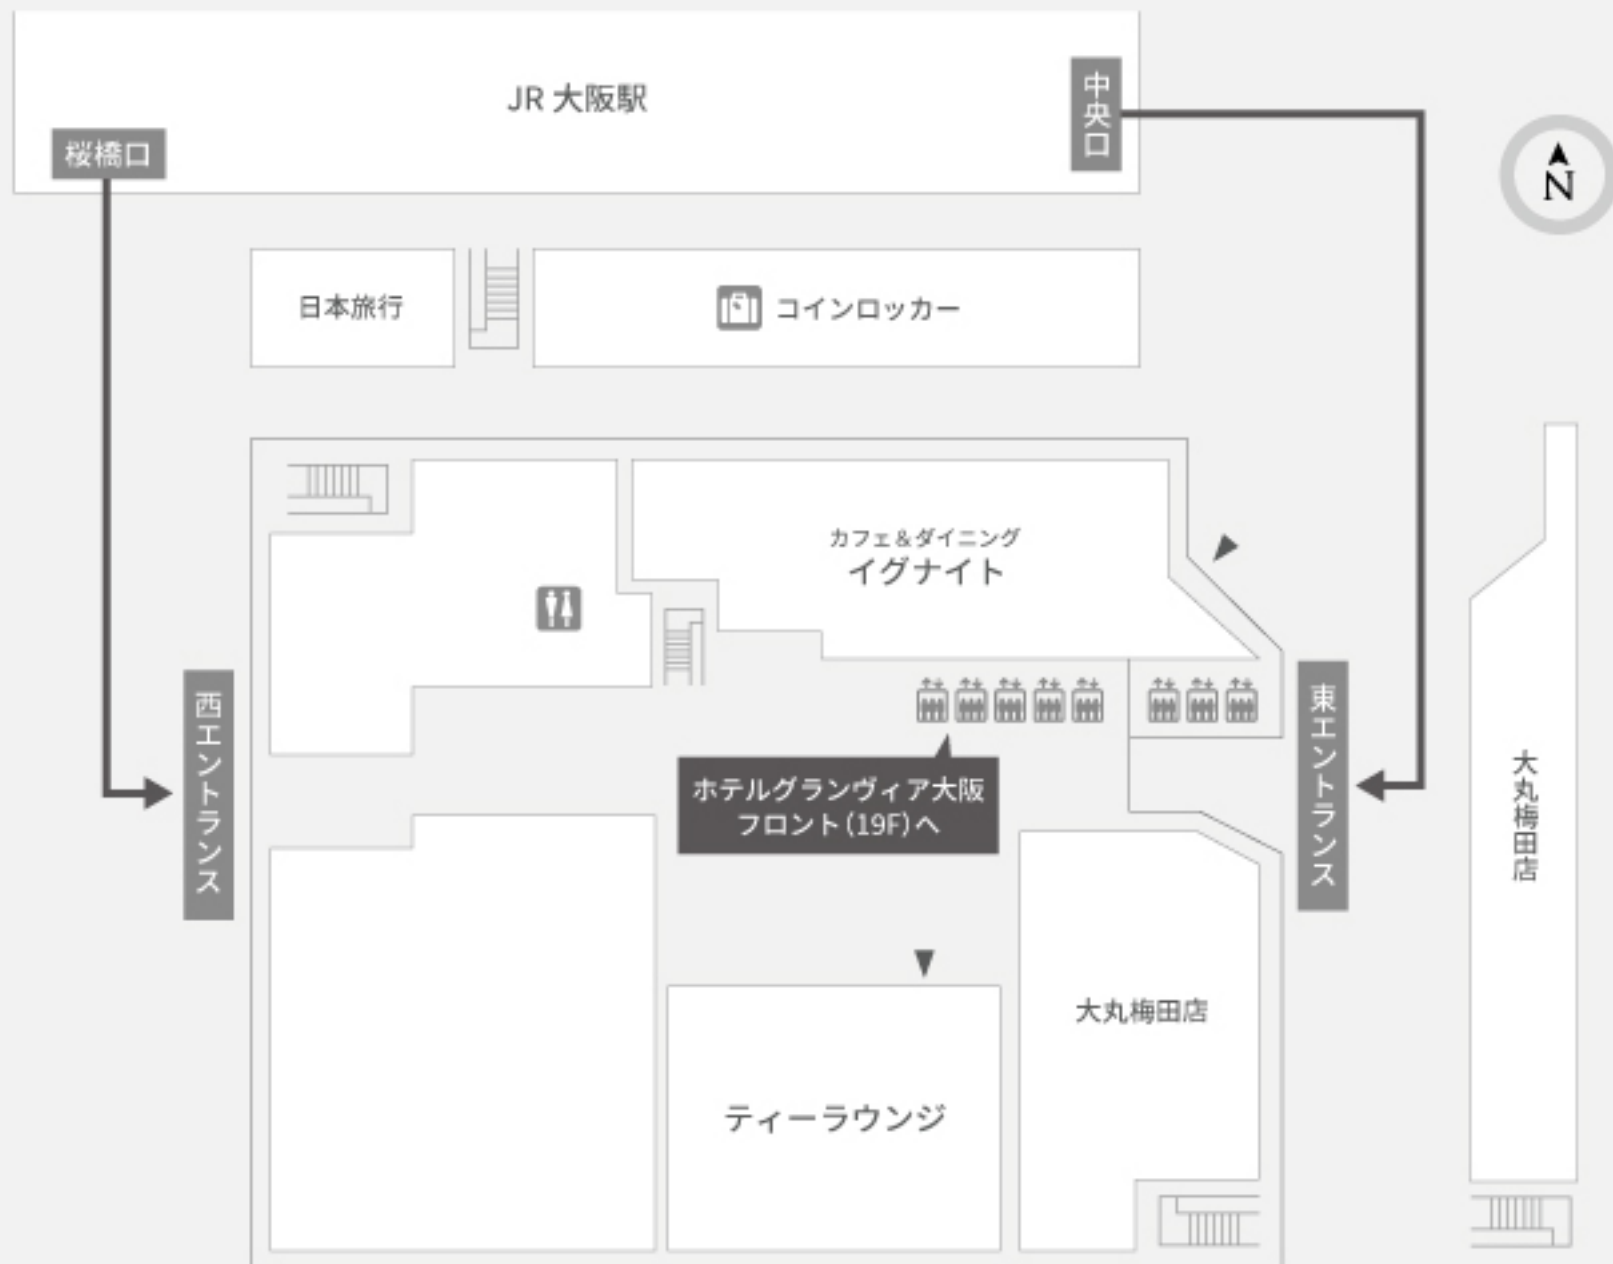 JR 大阪駅
中央口
桜橋口
N
日本旅行
コインロッカー
カフェ&ダイニング
イグナイト
西エントランス
東エントランス
ホテルグランヴィア大阪
フロント(19F)へ
大丸梅田店
大丸梅田店
ティーラウンジ